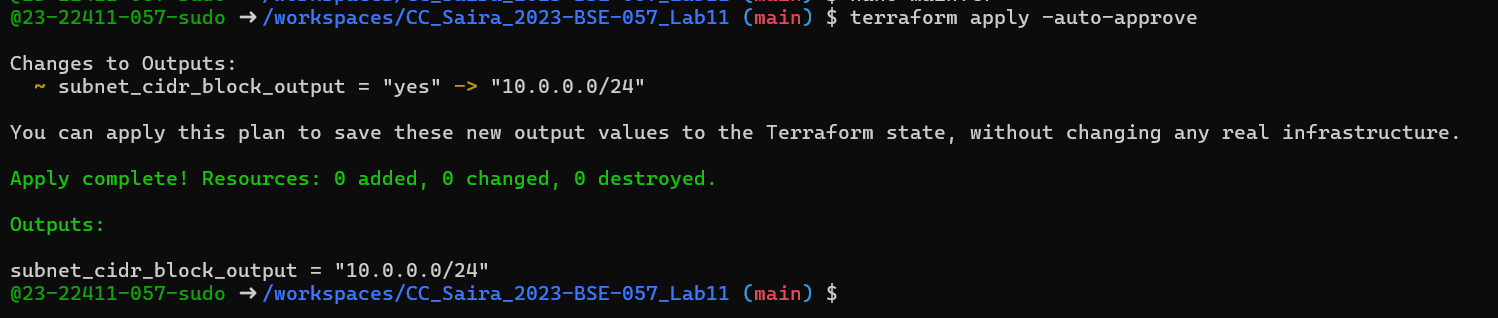 @23-22411-057-sudo ➜ /workspaces/CC_Saira_2023-BSE-057_Lab11 (main) $ terraform apply -auto-approve
Changes to Outputs:
~ subnet_cidr_block_output = "yes" -> "10.0.0.0/24"
You can apply this plan to save these new output values to the Terraform state, without changing any real infrastructure.
Apply complete! Resources: 0 added, 0 changed, 0 destroyed.
Outputs:
subnet_cidr_block_output = "10.0.0.0/24"
@23-22411-057-sudo ➜ /workspaces/CC_Saira_2023-BSE-057_Lab11 (main) $